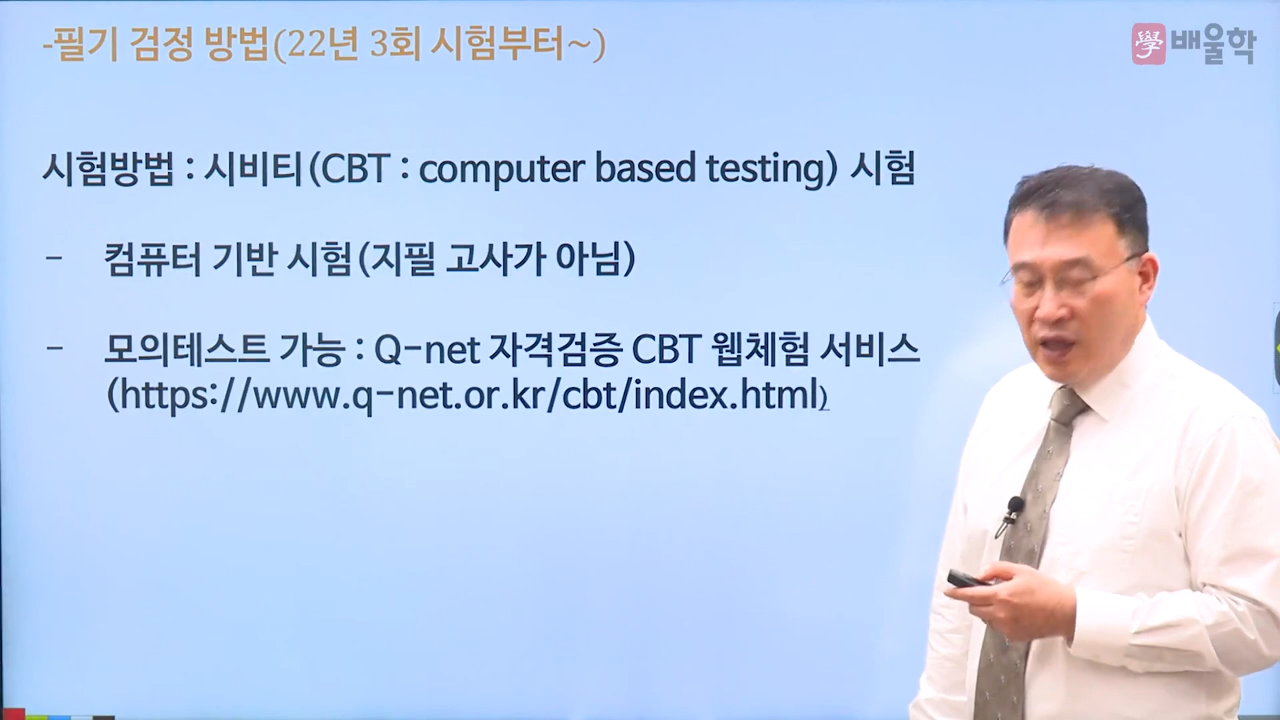 -필기 검정 방법(22년 3회 시험부터~)
學 배울학
시험방법 : 시비티(CBT : computer based testing) 시험
- 컴퓨터 기반 시험(지필 고사가 아님)
- 모의테스트 가능 : Q-net 자격검증 CBT 웹체험 서비스
(https://www.q-net.or.kr/cbt/index.html)